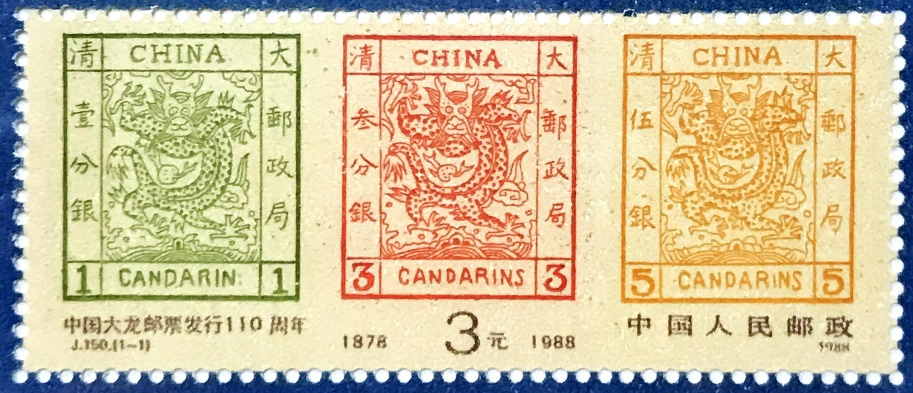 清 CHINA 大
壹分銀
郵政局
1 CANDARIN. 1
清 CHINA 大
叁分銀
郵政局
3 CANDARINS 3
清 CHINA 大
伍分銀
郵政局
5 CANDARINS 5
中国大龙邮票发行110周年
J.150.(1-1)
1878 3元 1988
中国人民邮政
1988